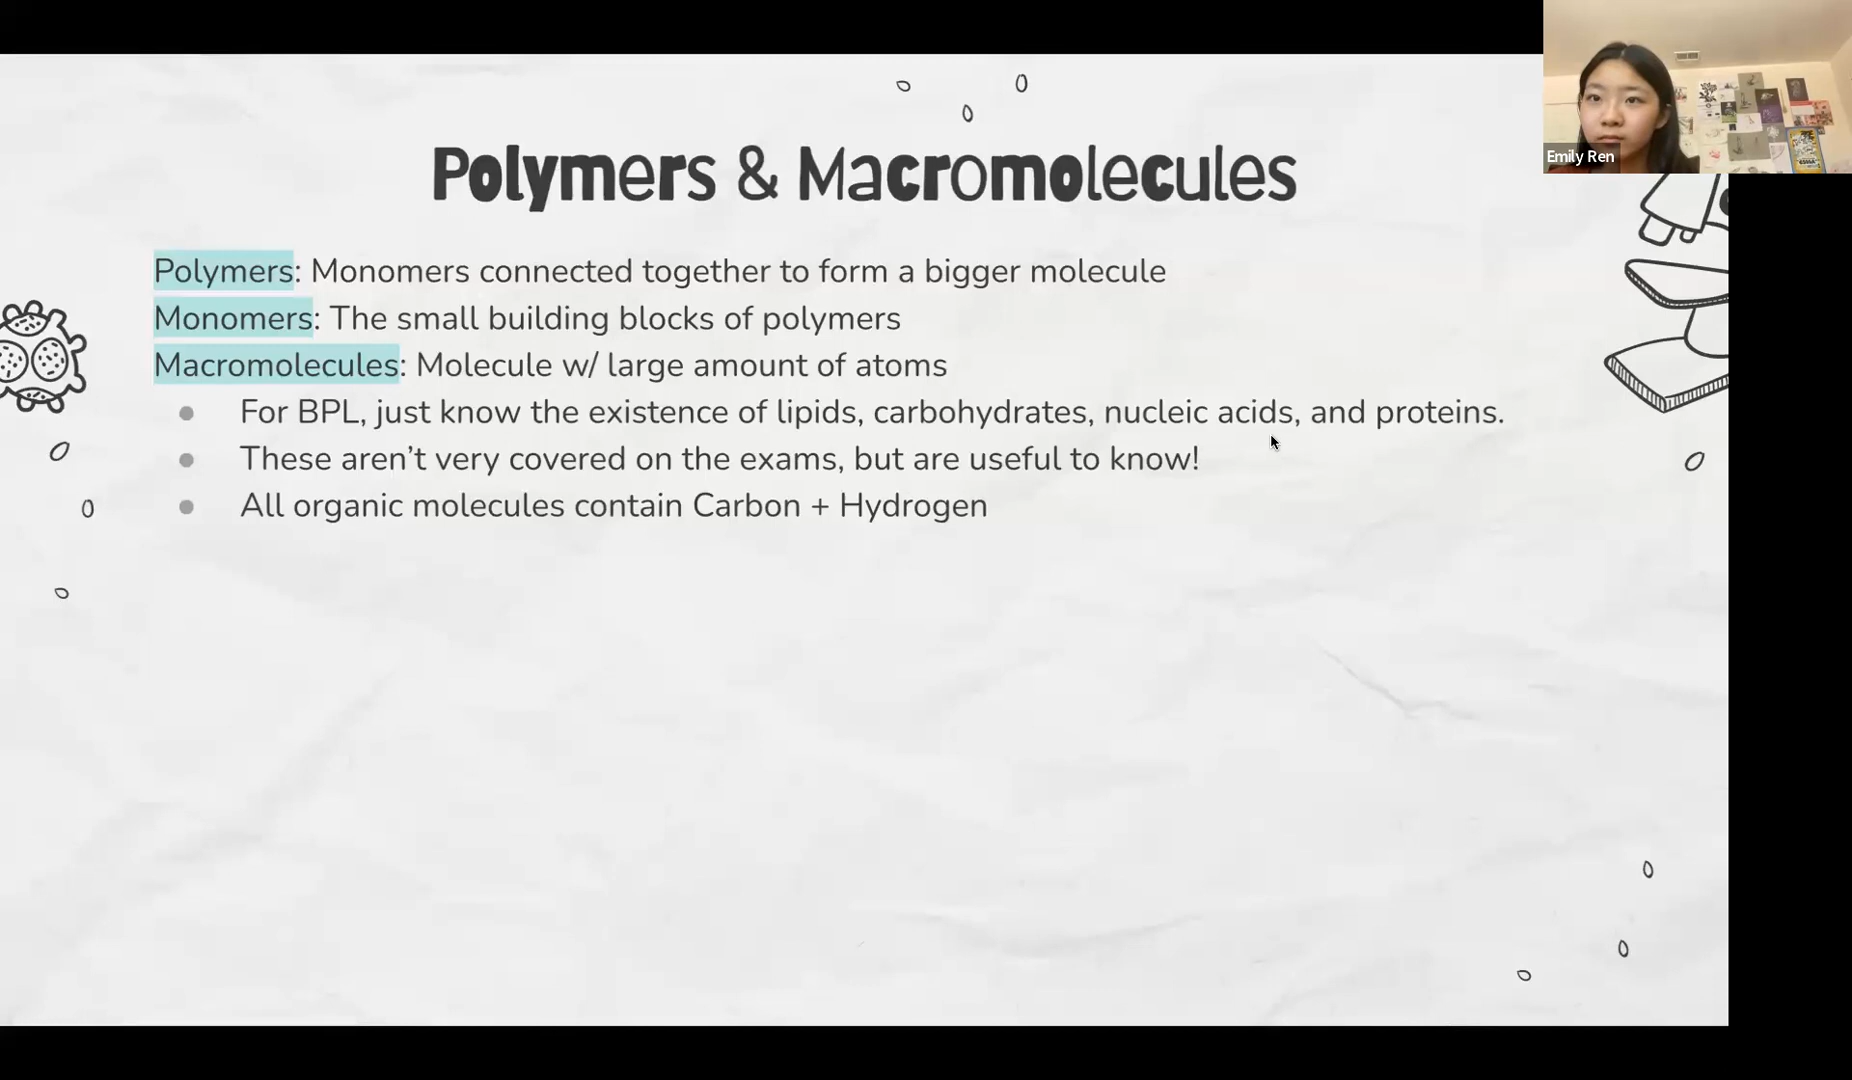 Polymers & Macromolecules
Polymers: Monomers connected together to form a bigger molecule
Monomers: The small building blocks of polymers
Macromolecules: Molecule w/ large amount of atoms
● For BPL, just know the existence of lipids, carbohydrates, nucleic acids, and proteins.
● These aren’t very covered on the exams, but are useful to know!
● All organic molecules contain Carbon + Hydrogen
Emily Ren